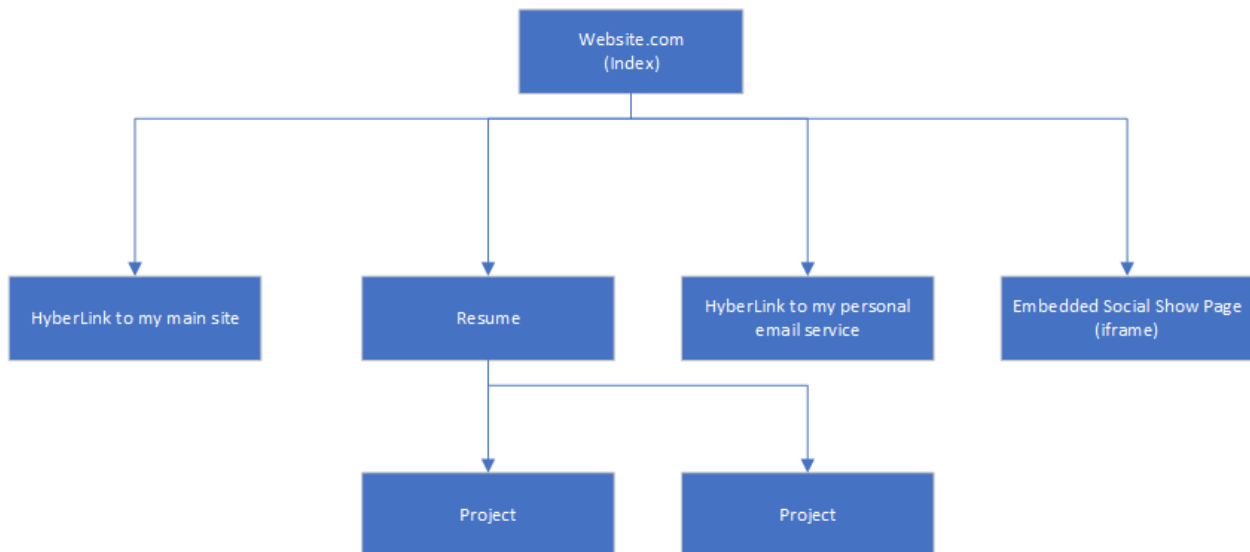 Website.com
(Index)
HyberLink to my main site
Resume
HyberLink to my personal
email service
Embedded Social Show Page
(iframe)
Project
Project